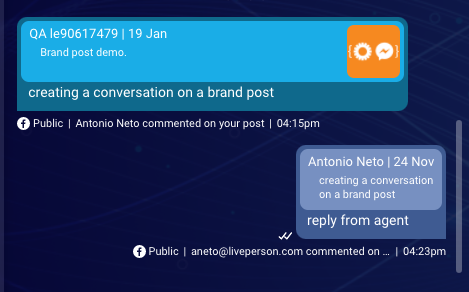 QA le90617479 | 19 Jan
Brand post demo.
creating a conversation on a brand post
Public | Antonio Neto commented on your post | 04:15pm
Antonio Neto | 24 Nov
creating a conversation
on a brand post
reply from agent
Public | aneto@liveperson.com commented on ... | 04:23pm